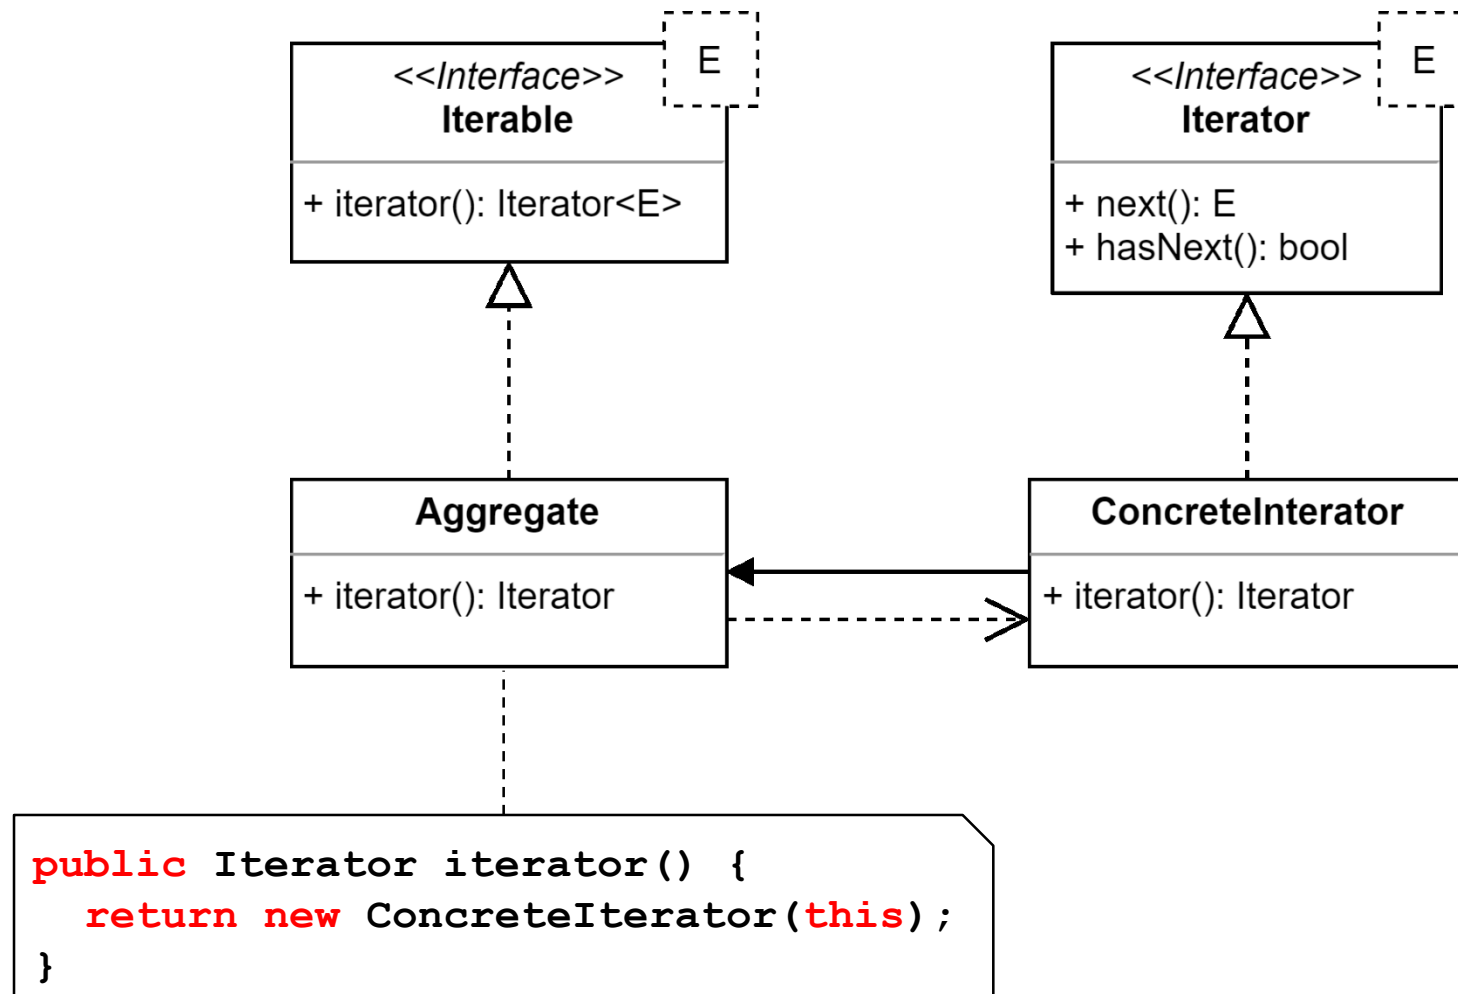 <<Interface>>
Iterable
E
+ iterator(): Iterator<E>
<<Interface>>
Iterator
E
+ next(): E
+ hasNext(): bool
Aggregate
+ iterator(): Iterator
ConcreteInterator
+ iterator(): Iterator
public Iterator iterator() {
return new ConcreteIterator(this);
}